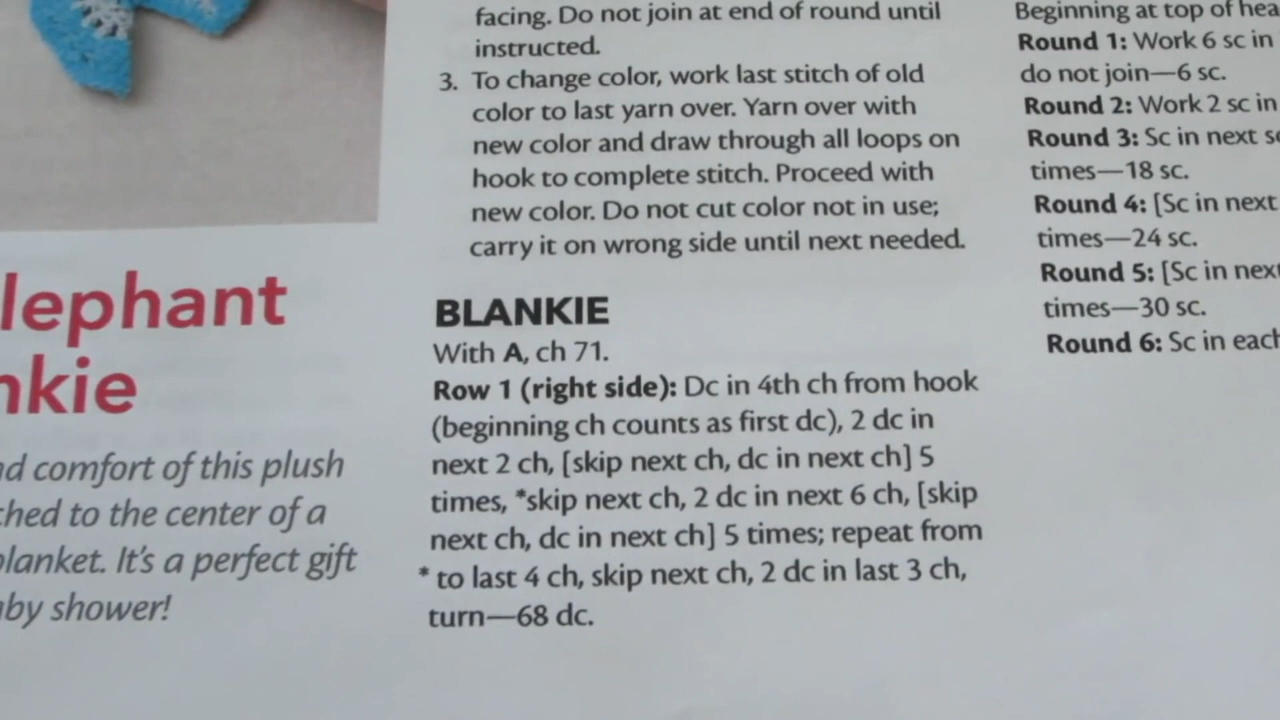 lephant
nkie
nd comfort of this plush
ched to the center of a
blanket. It's a perfect gift
aby shower!
facing. Do not join at end of round until
instructed.
3. To change color, work last stitch of old
color to last yarn over. Yarn over with
new color and draw through all loops on
hook to complete stitch. Proceed with
new color. Do not cut color not in use;
carry it on wrong side until next needed.
BLANKIE
With A, ch 71.
Row 1 (right side): Dc in 4th ch from hook
(beginning ch counts as first dc), 2 dc in
next 2 ch, [skip next ch, dc in next ch] 5
times, *skip next ch, 2 dc in next 6 ch, [skip
next ch, dc in next ch] 5 times; repeat from
* to last 4 ch, skip next ch, 2 dc in last 3 ch,
turn—68 dc.
Beginning at top of hea
Round 1: Work 6 sc in
do not join—6 sc.
Round 2: Work 2 sc in
Round 3: Sc in next s
times—18 sc.
Round 4: [Sc in next
times—24 sc.
Round 5: [Sc in next
times—30 sc.
Round 6: Sc in each